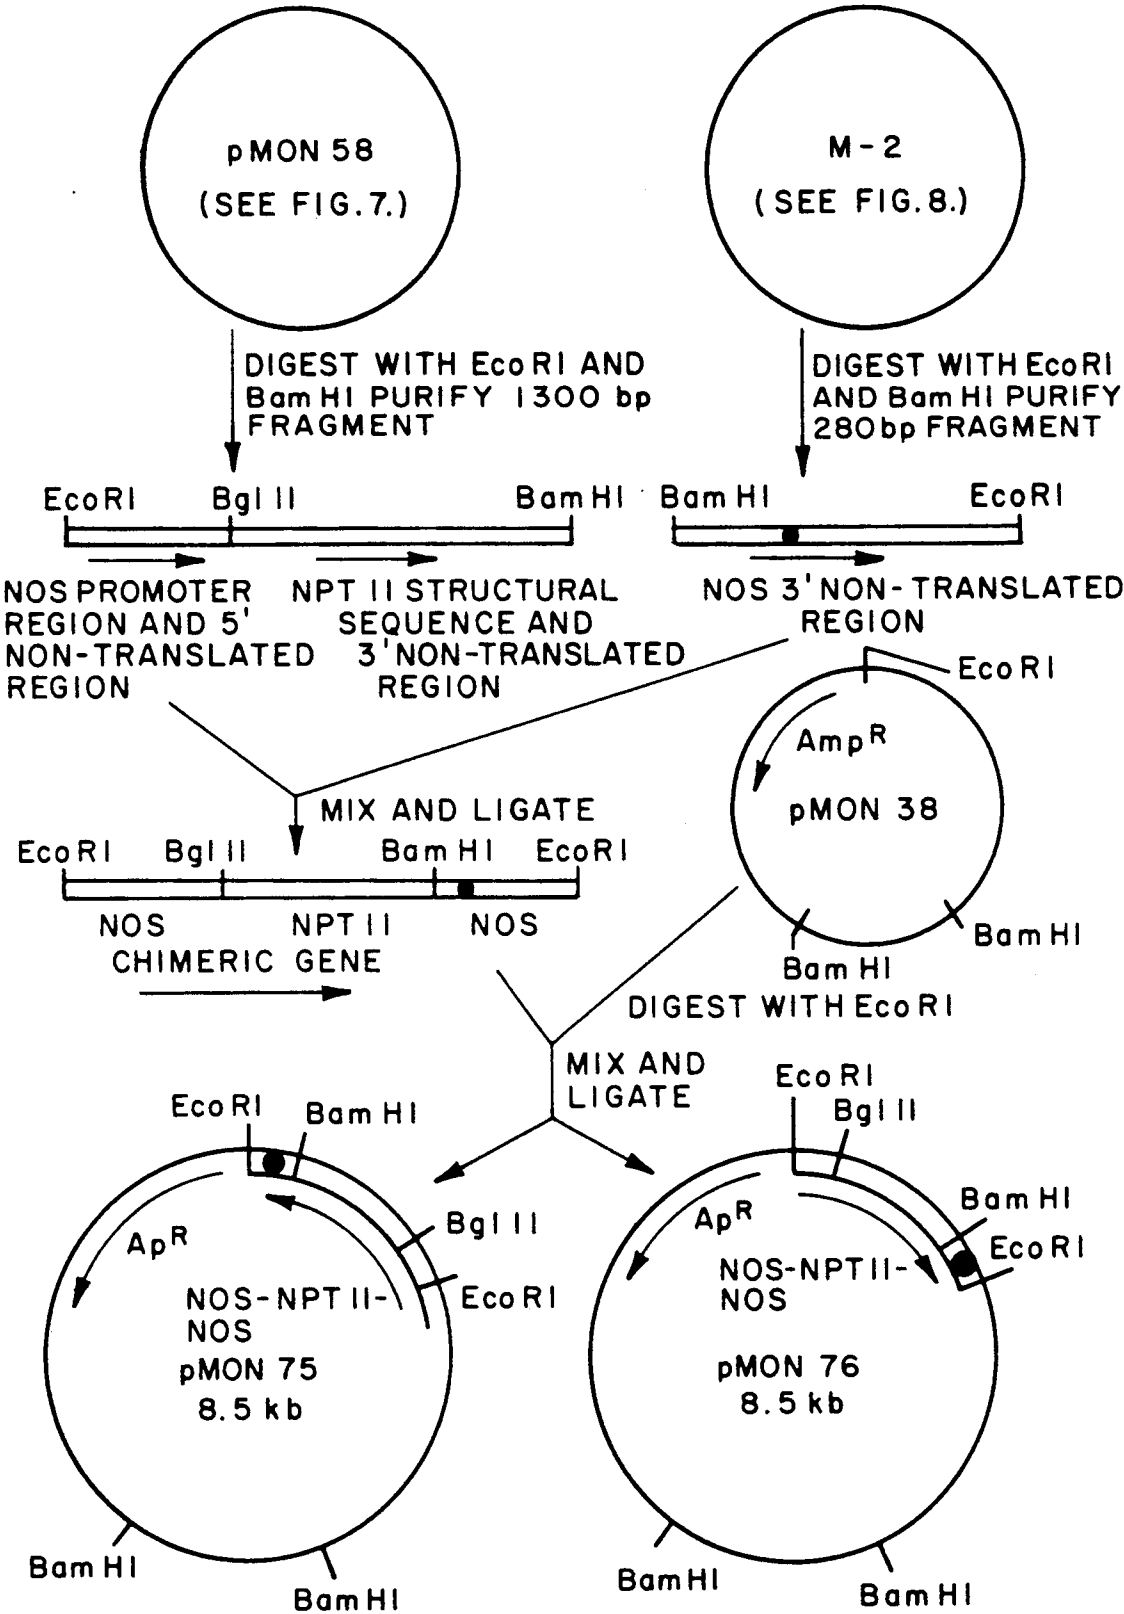 pMON 58
(SEE FIG.7.)
M-2
(SEE FIG.8.)
DIGEST WITH EcoRI AND
BamHI PURIFY 1300 bp
FRAGMENT
DIGEST WITH EcoRI
AND BamHI PURIFY
280bp FRAGMENT
EcoRI
BglII
BamHI
BamHI
EcoRI
NOS PROMOTER
REGION AND 5'
NON-TRANSLATED
REGION
NPT II STRUCTURAL
SEQUENCE AND
3'NON-TRANSLATED
REGION
NOS 3'NON-TRANSLATED
REGION
EcoRI
AmpR
pMON 38
BamHI
BamHI
MIX AND LIGATE
EcoRI
BglII
BamHI
EcoRI
NOS
NPT II
NOS
CHIMERIC GENE
DIGEST WITH EcoRI
MIX AND
LIGATE
EcoRI
BamHI
ApR
BglII
EcoRI
NOS-NPT II-
NOS
pMON 75
8.5 kb
BamHI
BamHI
EcoRI
BglII
ApR
BamHI
EcoRI
NOS-NPT II-
NOS
pMON 76
8.5 kb
BamHI
BamHI